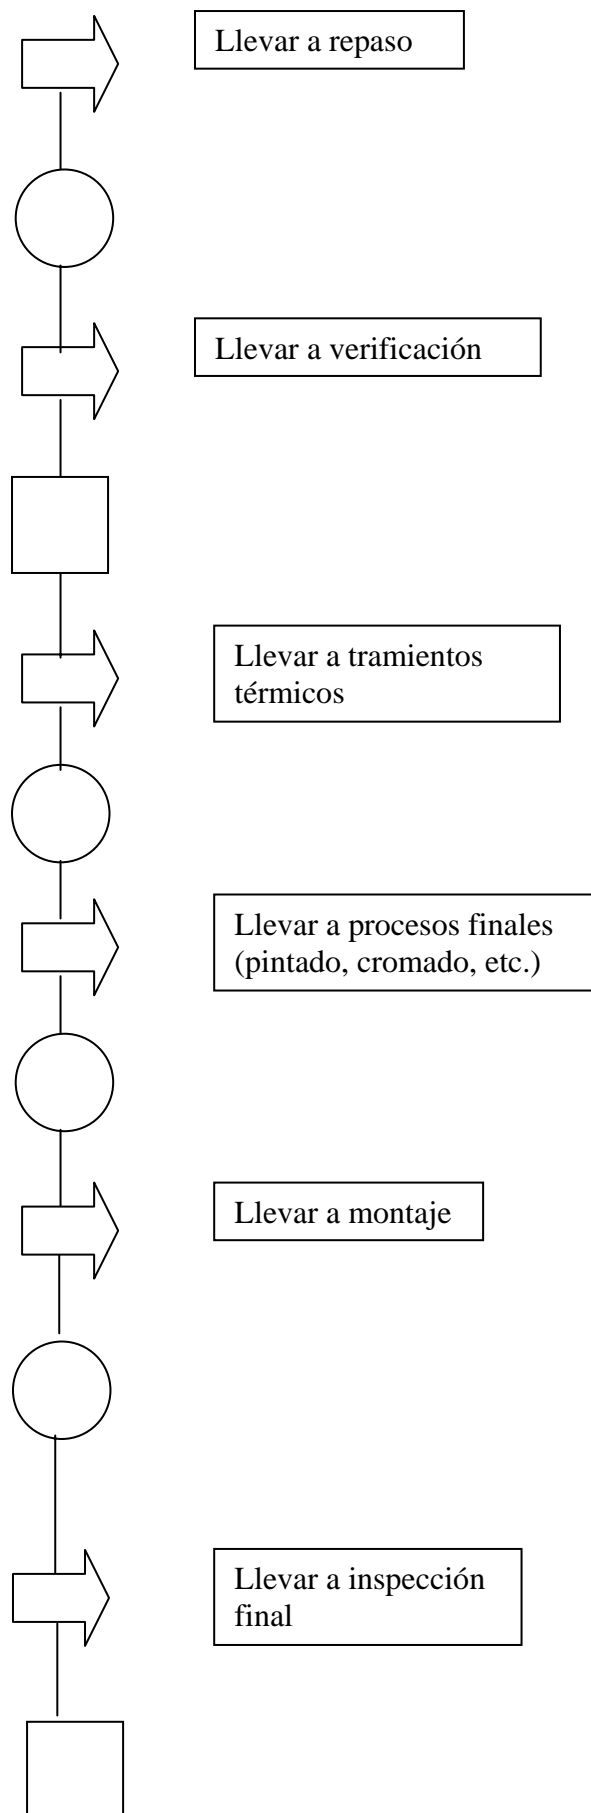 Llevar a repaso
Llevar a verificación
Llevar a tramientos
térmicos
Llevar a procesos finales
(pintado, cromado, etc.)
Llevar a montaje
Llevar a inspección
final